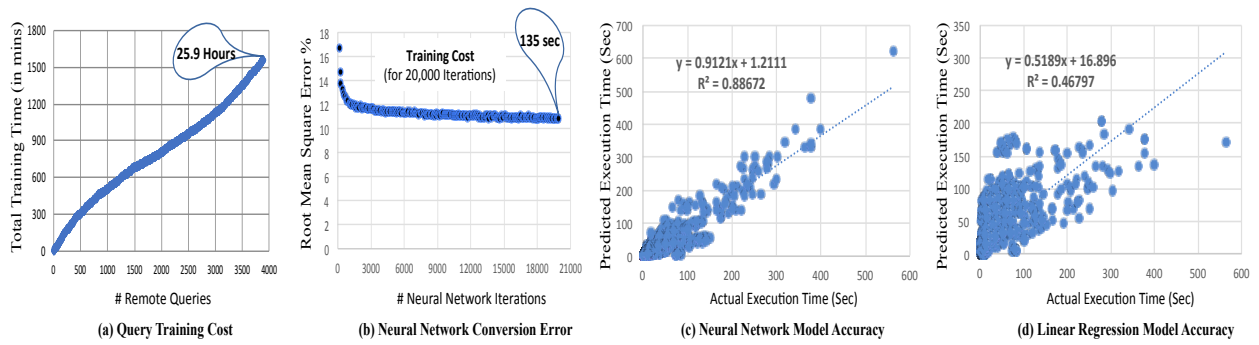 Total Training Time (in mins)
1800
1500
1200
900
600
300
0
25.9 Hours
0 500 1000 1500 2000 2500 3000 3500 4000
# Remote Queries
(a) Query Training Cost
Root Mean Square Error %
18
16
14
12
10
8
6
4
2
0
Training Cost
(for 20,000 Iterations)
135 sec
0 3000 6000 9000 12000 15000 18000 21000
# Neural Network Iterations
(b) Neural Network Conversion Error
Predicted Execution Time (Sec)
700
600
500
400
300
200
100
0
y = 0.9121x + 1.2111
R² = 0.88672
0 100 200 300 400 500 600
Actual Execution Time (Sec)
(c) Neural Network Model Accuracy
Predicted Execution Time (Sec)
350
300
250
200
150
100
50
0
y = 0.5189x + 16.896
R² = 0.46797
0 100 200 300 400 500 600
Actual Execution Time (Sec)
(d) Linear Regression Model Accuracy